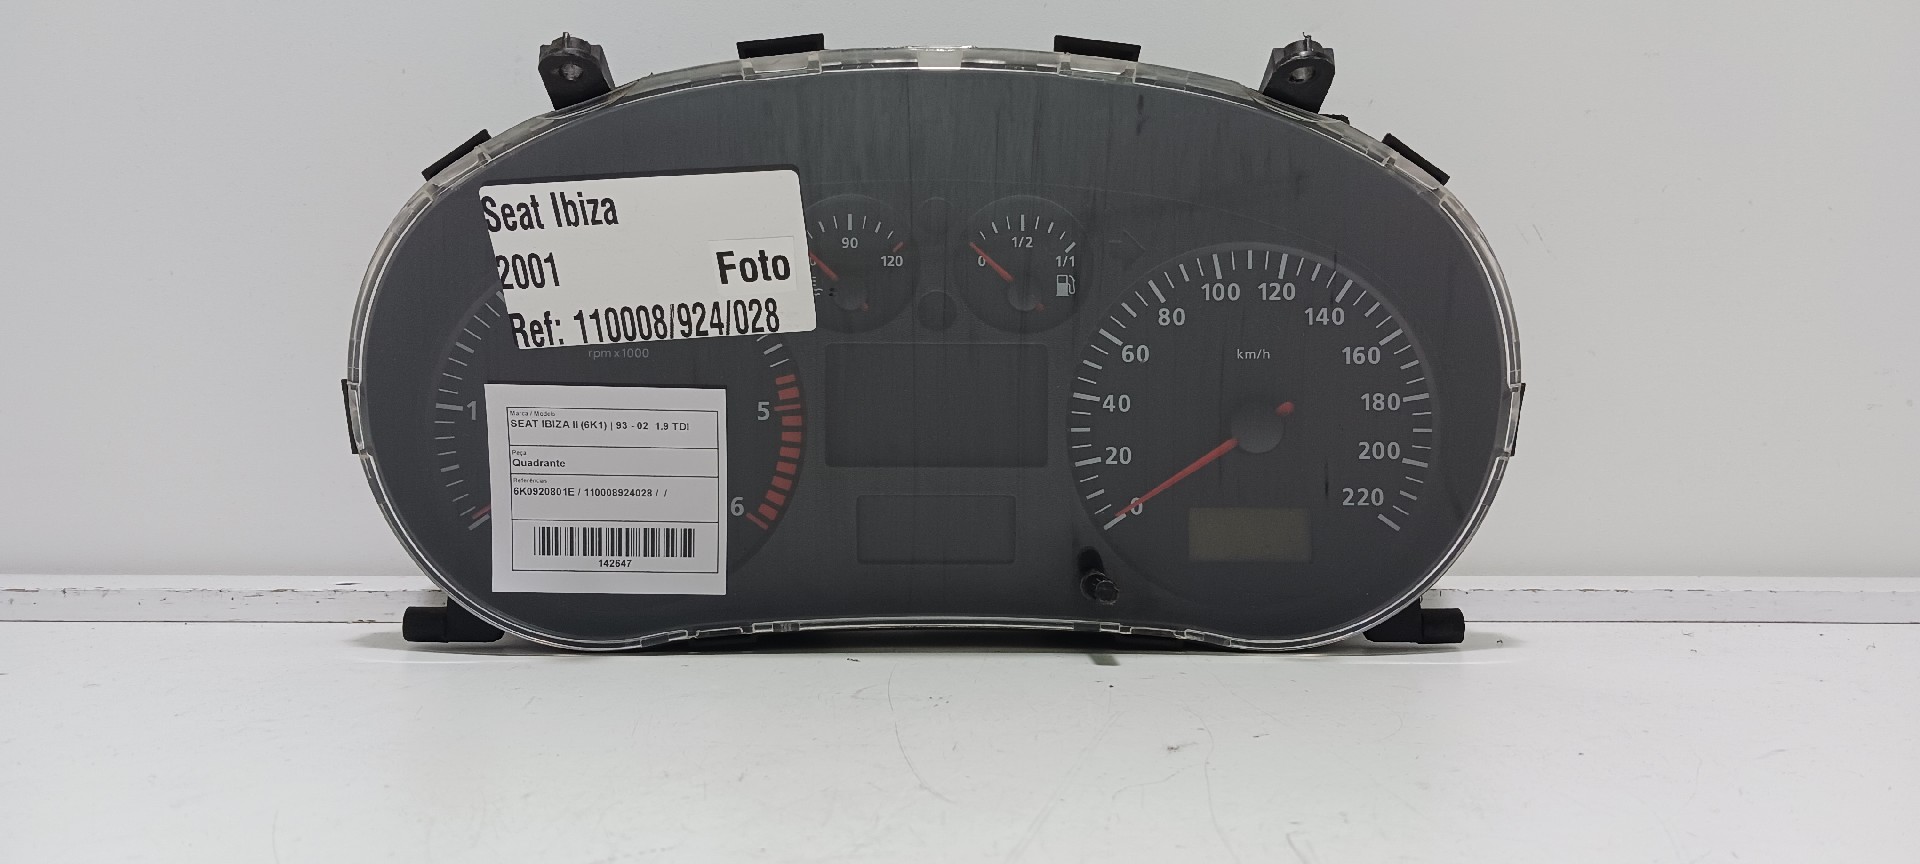 Seat Ibiza
2001 Foto
Ref: 110008/924/028
90
120
0 1/2 1/1
rpm x1000
1
5
6
Marca / Modelo
SEAT IBIZA II (6K1) | 93 - 02 1.9 TDI
Peça
Quadrante
Referências
6K0920801E / 110008924028 / /
142647
0
20
40
60
80
100
120
140
160
180
200
220
km/h